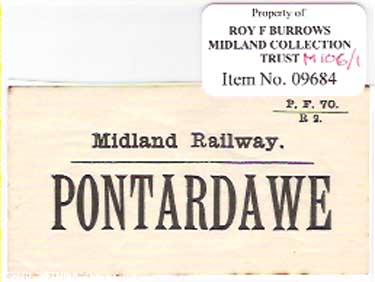 Property of
ROY F BURROWS
MIDLAND COLLECTION
TRUST M106/1
Item No. 09684
P. F. 70.
R 2.
Midland Railway.
PONTARDAWE